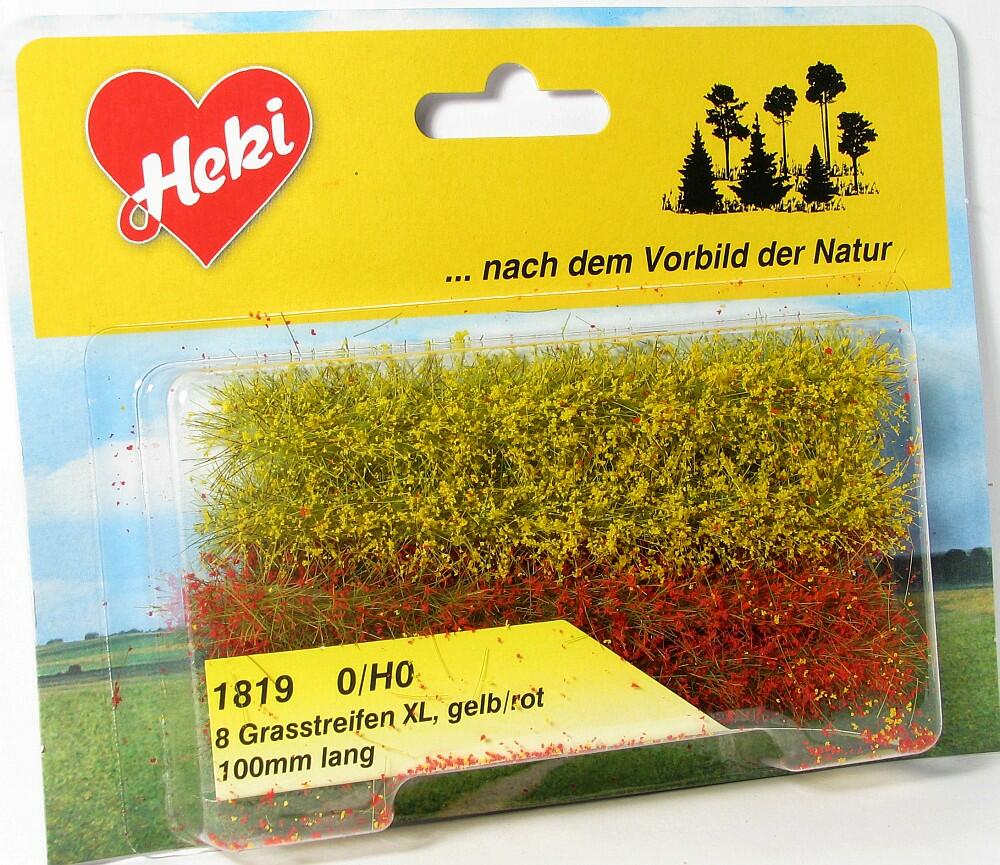 Heki
... nach dem Vorbild der Natur
1819 0/H0
8 Grasstreifen XL, gelb/rot
100mm lang